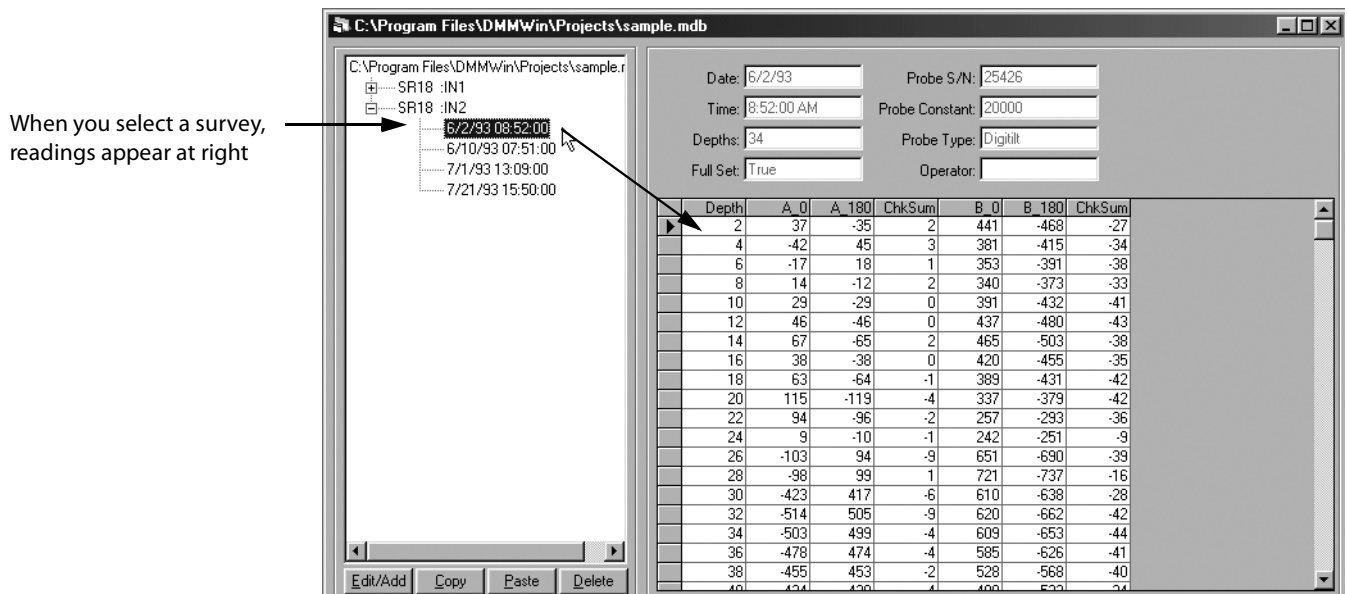 C:\Program Files\DMMWin\Projects\sample.mdb
When you select a survey,
readings appear at right
C:\Program Files\DMMWin\Projects\sample.r
SR18 :IN1
SR18 :IN2
6/2/93 08:52:00
6/10/93 07:51:00
7/1/93 13:09:00
7/21/93 15:50:00
Edit/Add Copy Paste Delete
Date: 6/2/93 Probe S/N: 25426
Time: 8:52:00 AM Probe Constant: 20000
Depths: 34 Probe Type: Digitilt
Full Set: True Operator:
Depth A_0 A_180 ChkSum B_0 B_180 ChkSum
2 37 -35 2 441 -468 -27
4 -42 45 3 381 -415 -34
6 -17 18 1 353 -391 -38
8 14 -12 2 340 -373 -33
10 29 -29 0 391 -432 -41
12 46 -46 0 437 -480 -43
14 67 -65 2 465 -503 -38
16 38 -38 0 420 -455 -35
18 63 -64 -1 389 -431 -42
20 115 -119 -4 337 -379 -42
22 94 -96 -2 257 -293 -36
24 9 -10 -1 242 -251 -9
26 -103 94 -9 651 -690 -39
28 -98 99 1 721 -737 -16
30 -423 417 -6 610 -638 -28
32 -514 505 -9 620 -662 -42
34 -503 499 -4 609 -653 -44
36 -478 474 -4 585 -626 -41
38 -455 453 -2 528 -568 -40